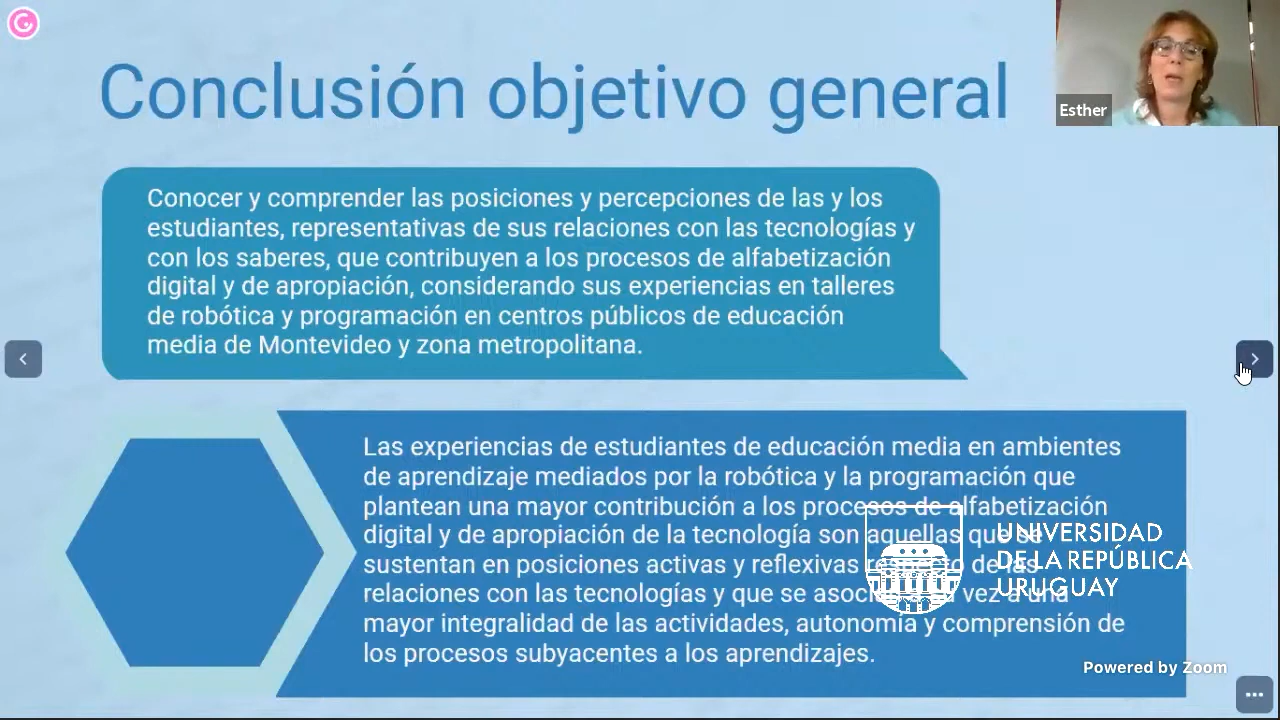 Conclusión objetivo general
Esther
Conocer y comprender las posiciones y percepciones de las y los
estudiantes, representativas de sus relaciones con las tecnologías y
con los saberes, que contribuyen a los procesos de alfabetización
digital y de apropiación, considerando sus experiencias en talleres
de robótica y programación en centros públicos de educación
media de Montevideo y zona metropolitana.
Las experiencias de estudiantes de educación media en ambientes
de aprendizaje mediados por la robótica y la programación que
plantean una mayor contribución a los procesos de alfabetización
digital y de apropiación de la tecnología son aquellas que se
sustentan en posiciones activas y reflexivas respecto de las
relaciones con las tecnologías y que se vez a una
mayor integralidad de las actividades, autonomía y comprensión de
los procesos subyacentes a los aprendizajes.
UNIVERSIDAD
DE LA REPÚBLICA
URUGUAY
Powered by Zoom